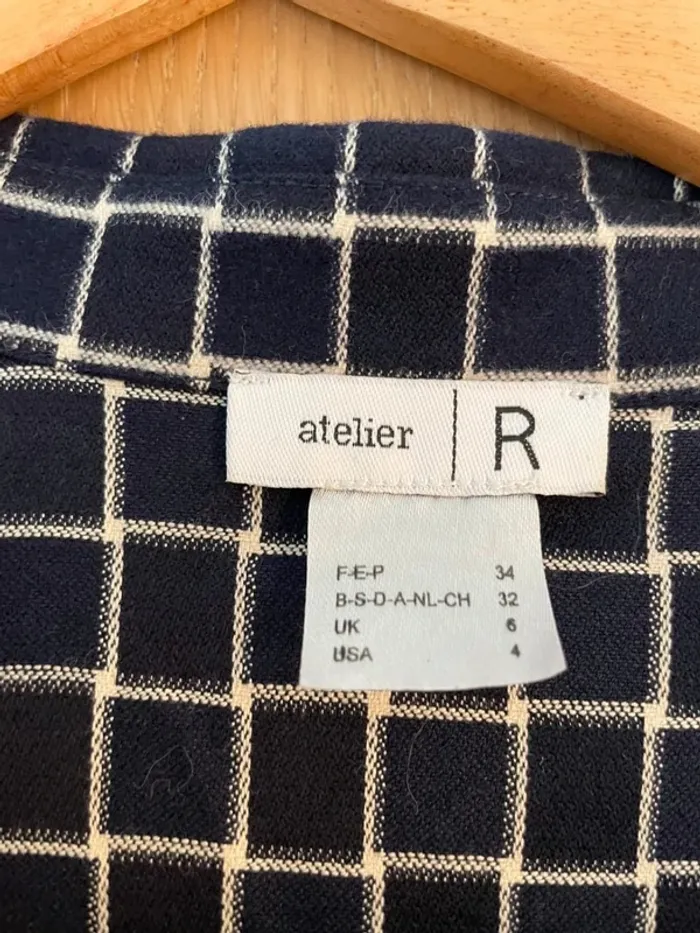 atelier R
F-E-P 34
B-S-D-A-NL-CH 32
UK 6
USA 4